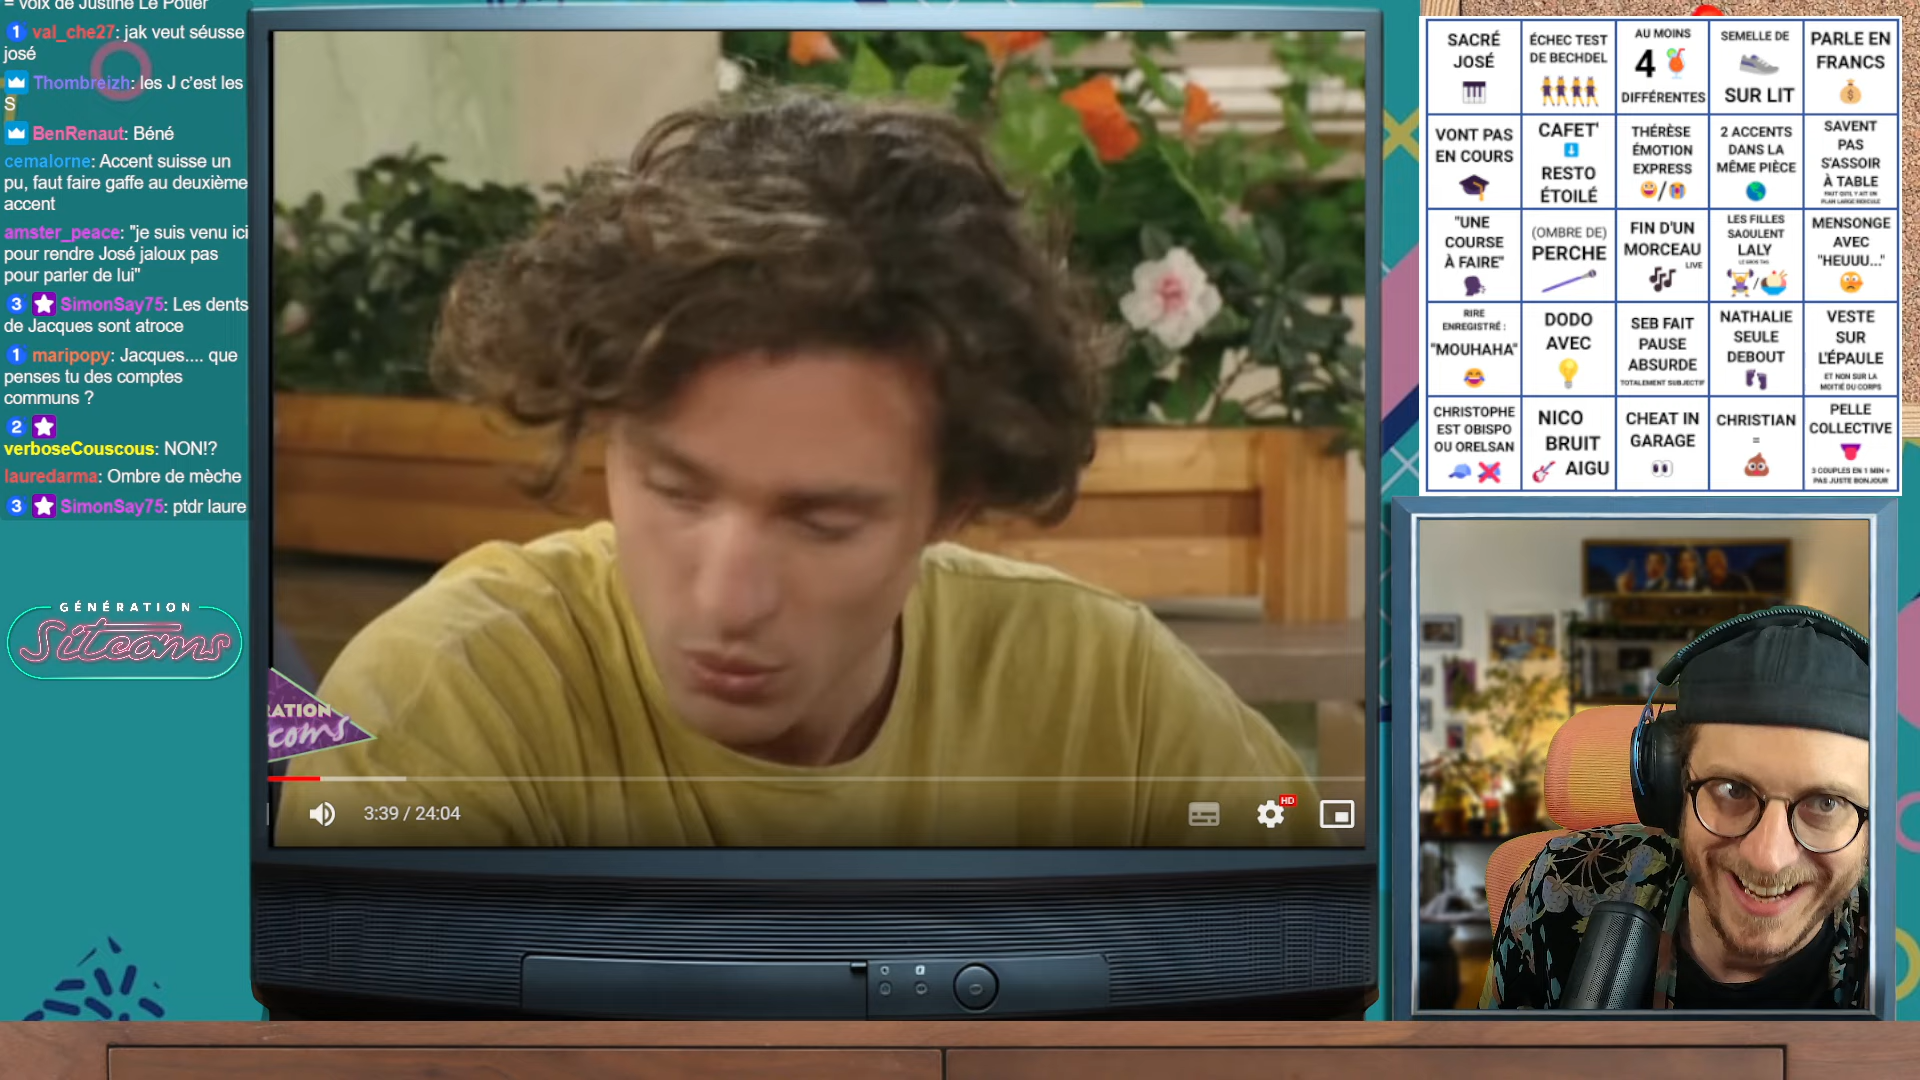 = voix de Justine Le Potier
1 val_che27: jak veut séusse
josé
Thombreizh: les J c'est les
S
BenRenaut: Béné
cemalorne: Accent suisse un
pu, faut faire gaffe au deuxième
accent
amster_peace: "je suis venu ici
pour rendre José jaloux pas
pour parler de lui"
3 SimonSay75: Les dents
de Jacques sont atroce
1 maripopy: Jacques.... que
penses tu des comptes
communs ?
2
verboseCouscous: NON!?
lauredarma: Ombre de mèche
3 SimonSay75: ptdr laure
GÉNÉRATION
Sitcoms
RATION
coms
3:39 / 24:04
HD
SACRÉ
JOSÉ
ÉCHEC TEST
DE BECHDEL
AU MOINS
4
DIFFÉRENTES
SEMELLE DE
SUR LIT
PARLE EN
FRANCS
VONT PAS
EN COURS
CAFET'
RESTO
ÉTOILÉ
THÉRÈSE
ÉMOTION
EXPRESS
/
2 ACCENTS
DANS LA
MÊME PIÈCE
SAVENT
PAS
S'ASSOIR
À TABLE
FAUT QU'IL Y AIT UN
PLAN LARGE RIDICULE
"UNE
COURSE
À FAIRE"
(OMBRE DE)
PERCHE
FIN D'UN
MORCEAU
LIVE
LES FILLES
SAOULENT
LALY
/
MENSONGE
AVEC
"HEUUU..."
RIRE
ENREGISTRÉ :
"MOUHAHA"
DODO
AVEC
SEB FAIT
PAUSE
ABSURDE
TOTALEMENT SUBJECTIF
NATHALIE
SEULE
DEBOUT
VESTE
SUR
L'ÉPAULE
ET NON SUR LA
MOITIÉ DU CORPS
CHRISTOPHE
EST OBISPO
OU ORELSAN
NICO
BRUIT
AIGU
CHEAT IN
GARAGE
CHRISTIAN
=
PELLE
COLLECTIVE
3 COUPLES EN 1 MIN +
PAS JUSTE BONJOUR